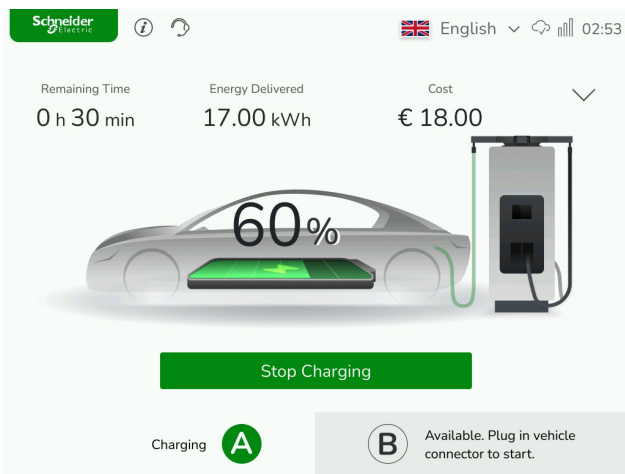 Schneider
Electric
i
English
02:53
Remaining Time
Energy Delivered
Cost
0 h 30 min
17.00 kWh
€ 18.00
60%
Stop Charging
Charging
A
B
Available. Plug in vehicle
connector to start.